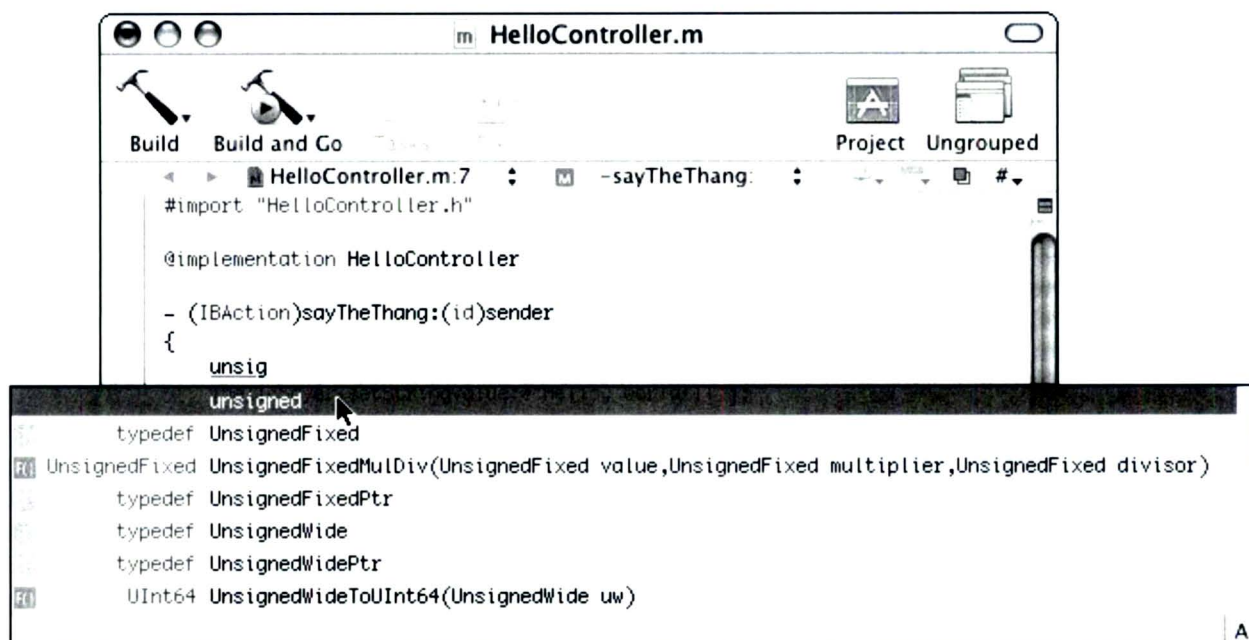 HelloController.m
Build
Build and Go
Project
Ungrouped
HelloController.m:7
-sayTheThang:
#
#import "HelloController.h"
@implementation HelloController
- (IBAction)sayTheThang:(id)sender
{
unsig
unsigned
typedef UnsignedFixed
UnsignedFixed UnsignedFixedMulDiv(UnsignedFixed value,UnsignedFixed multiplier,UnsignedFixed divisor)
typedef UnsignedFixedPtr
typedef UnsignedWide
typedef UnsignedWidePtr
UInt64 UnsignedWideToUInt64(UnsignedWide uw)
A